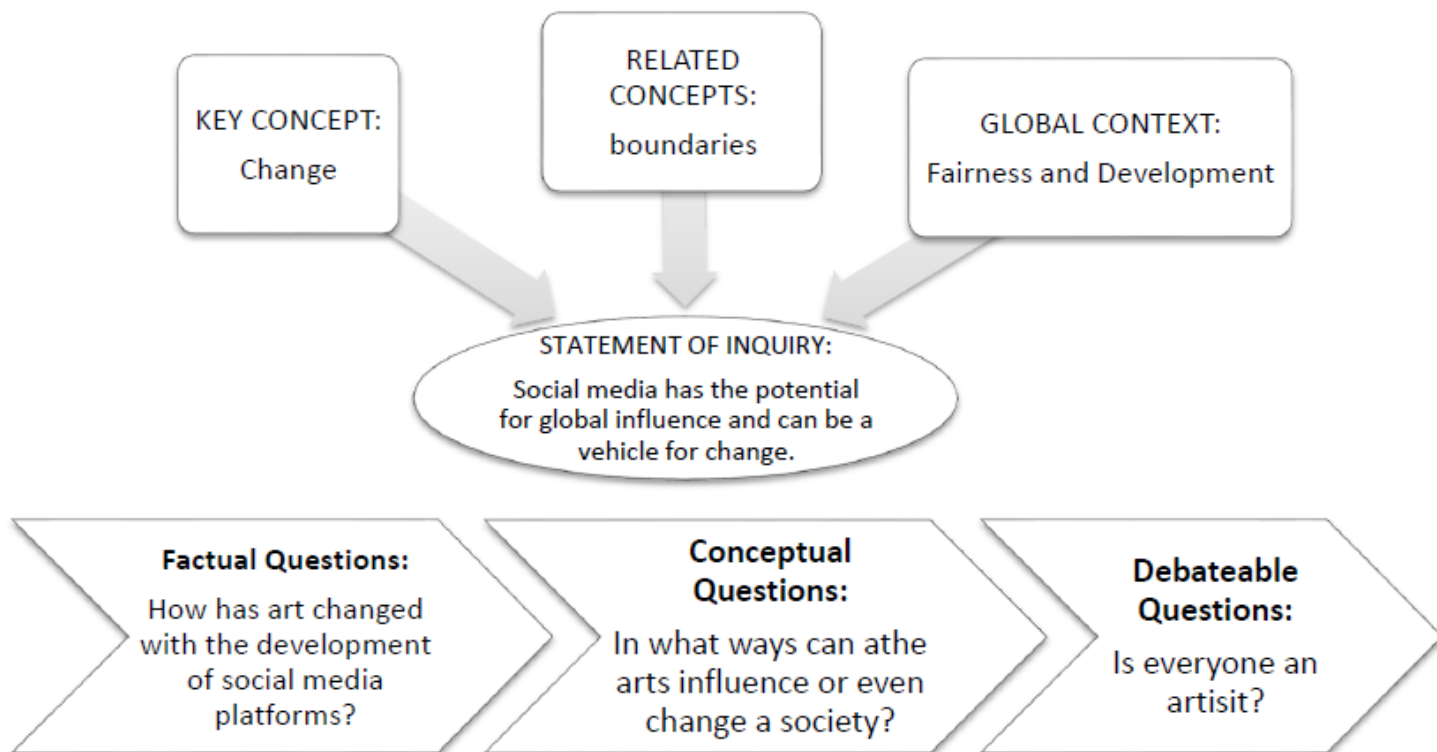 KEY CONCEPT:
Change
RELATED
CONCEPTS:
boundaries
GLOBAL CONTEXT:
Fairness and Development
STATEMENT OF INQUIRY:
Social media has the potential
for global influence and can be a
vehicle for change.
Factual Questions:
How has art changed
with the development
of social media
platforms?
Conceptual
Questions:
In what ways can athe
arts influence or even
change a society?
Debateable
Questions:
Is everyone an
artisit?